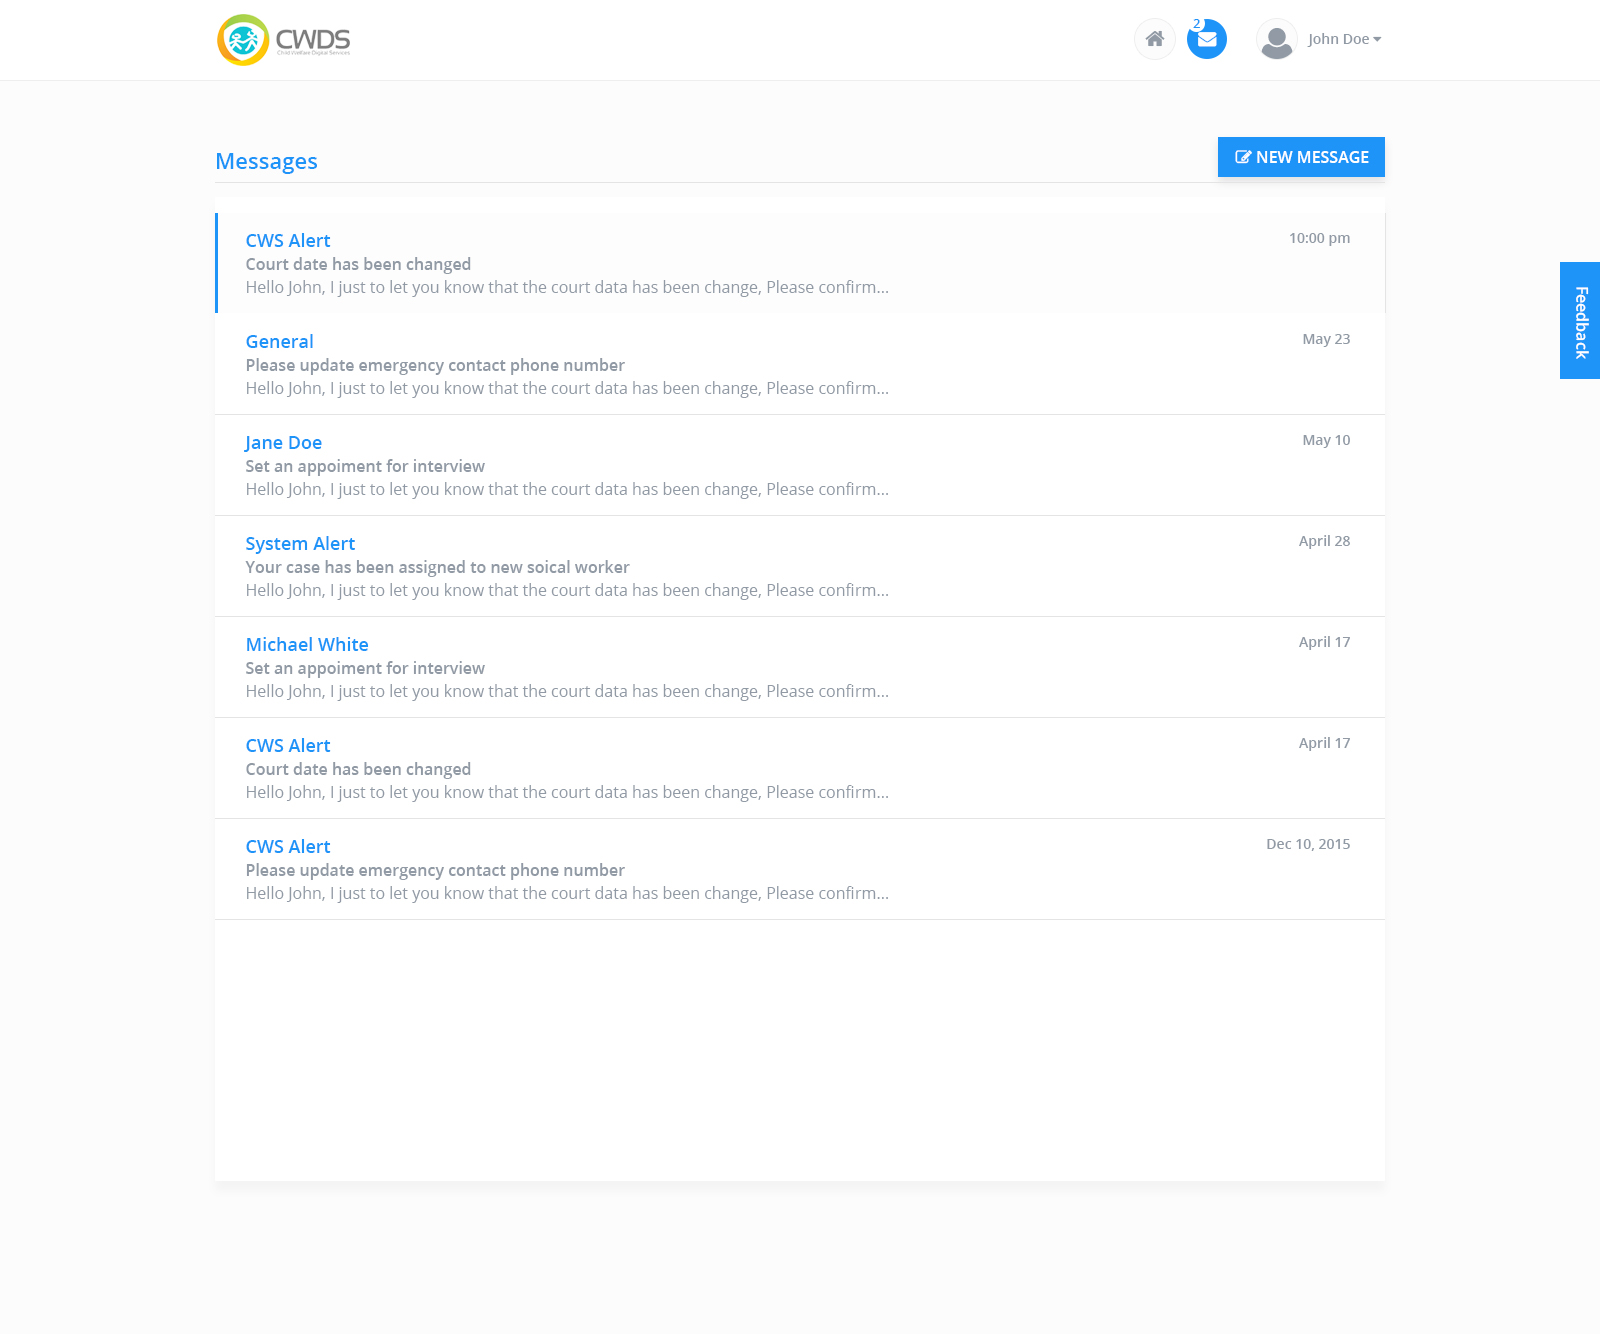 CWDS
Child Welfare Digital Services
2
John Doe
Messages
NEW MESSAGE
CWS Alert
10:00 pm
Court date has been changed
Hello John, I just to let you know that the court data has been change, Please confirm...
General
May 23
Please update emergency contact phone number
Hello John, I just to let you know that the court data has been change, Please confirm...
Jane Doe
May 10
Set an appoiment for interview
Hello John, I just to let you know that the court data has been change, Please confirm...
System Alert
April 28
Your case has been assigned to new soical worker
Hello John, I just to let you know that the court data has been change, Please confirm...
Michael White
April 17
Set an appoiment for interview
Hello John, I just to let you know that the court data has been change, Please confirm...
CWS Alert
April 17
Court date has been changed
Hello John, I just to let you know that the court data has been change, Please confirm...
CWS Alert
Dec 10, 2015
Please update emergency contact phone number
Hello John, I just to let you know that the court data has been change, Please confirm...
Feedback